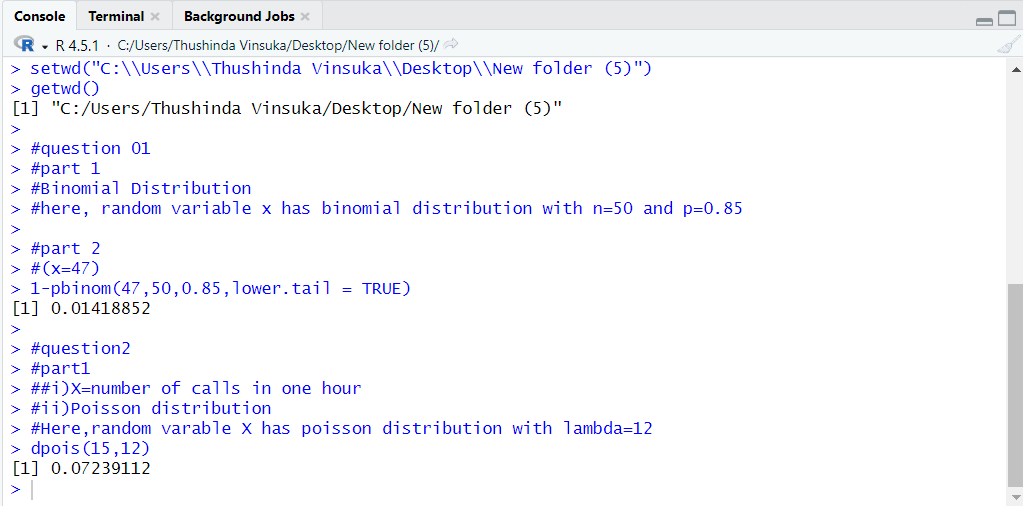 Console Terminal Background Jobs
R 4.5.1 · C:/Users/Thushinda Vinsuka/Desktop/New folder (5)/
> setwd("C:\\Users\\Thushinda Vinsuka\\Desktop\\New folder (5)")
> getwd()
[1] "C:/Users/Thushinda Vinsuka/Desktop/New folder (5)"
>
> #question 01
> #part 1
> #Binomial Distribution
> #here, random variable x has binomial distribution with n=50 and p=0.85
>
> #part 2
> #(x=47)
> 1-pbinom(47,50,0.85,lower.tail = TRUE)
[1] 0.01418852
>
> #question2
> #part1
> ##i)X=number of calls in one hour
> #ii)Poisson distribution
> #Here,random varable X has poisson distribution with lambda=12
> dpois(15,12)
[1] 0.07239112
>